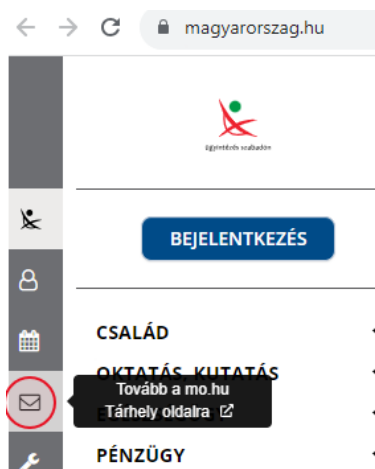 magyarorszag.hu
Ügyintézés szabadon
BEJELENTKEZÉS
CSALÁD
OKTATÁS, KUTATÁS
Tovább a mo.hu
Tárhely oldalra
PÉNZÜGY